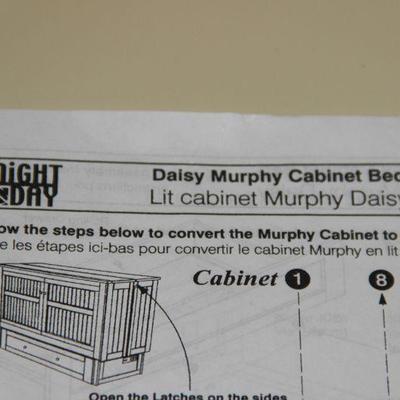 NiGHT
&DAY
Daisy Murphy Cabinet Bed
Lit cabinet Murphy Daisy
ow the steps below to convert the Murphy Cabinet to
e les étapes ici-bas pour convertir le cabinet Murphy en lit
Cabinet 1
8
Open the Latches on the sides